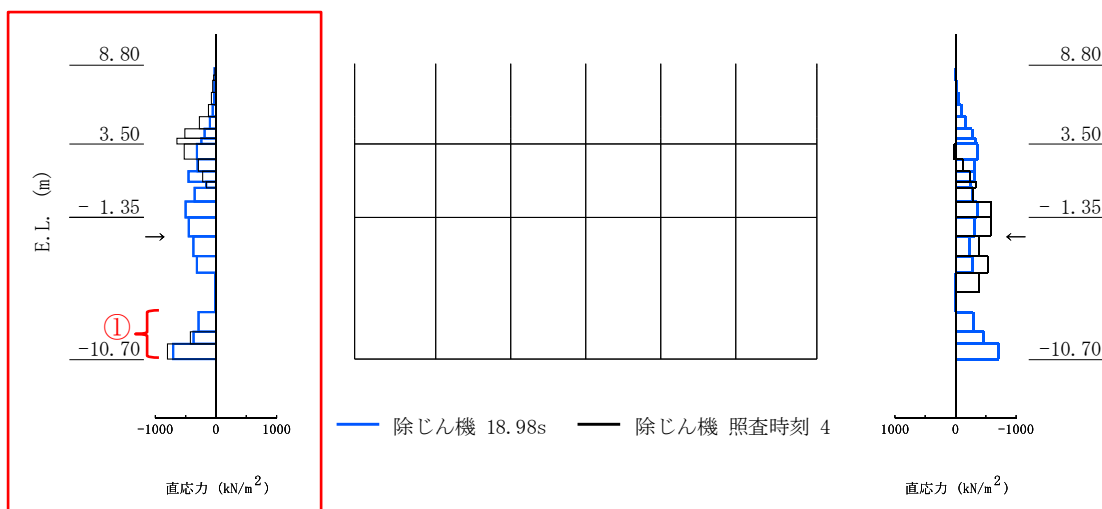 8.80
3.50
- 1.35
-10.70
E.L. (m)
→
①
-1000 0 1000
直応力 (kN/m²)
除じん機 18.98s
除じん機 照査時刻 4
8.80
3.50
- 1.35
-10.70
←
1000 0 -1000
直応力 (kN/m²)